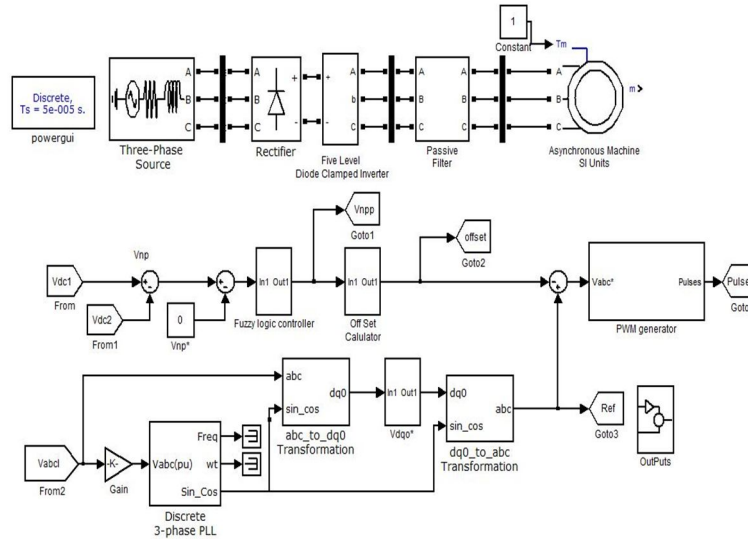 1
Constant
Tm
Discrete,
Ts = 5e-005 s.
powergui
A
B
C
Three-Phase
Source
A
B
C
+
-
Rectifier
+
-
A
b
C
Five Level
Diode Clamped Inverter
A
B
C
Passive
Filter
A
B
C
m
Asynchronous Machine
SI Units
Vnpp
Goto1
offset
Goto2
Vnp
Vdc1
From
Vdc2
From1
0
Vnp*
In1 Out1
Fuzzy logic controller
In1 Out1
Off Set
Calulator
Vabc*
Pulses
PWM generator
Pulse
Goto
abc
sin_cos
dq0
abc_to_dq0
Transformation
In1 Out1
Vdqo*
dq0
sin_cos
abc
dq0_to_abc
Transformation
Ref
Goto3
OutPuts
VabcI
From2
-K-
Gain
Vabc(pu)
Freq
wt
Sin_Cos
Discrete
3-phase PLL